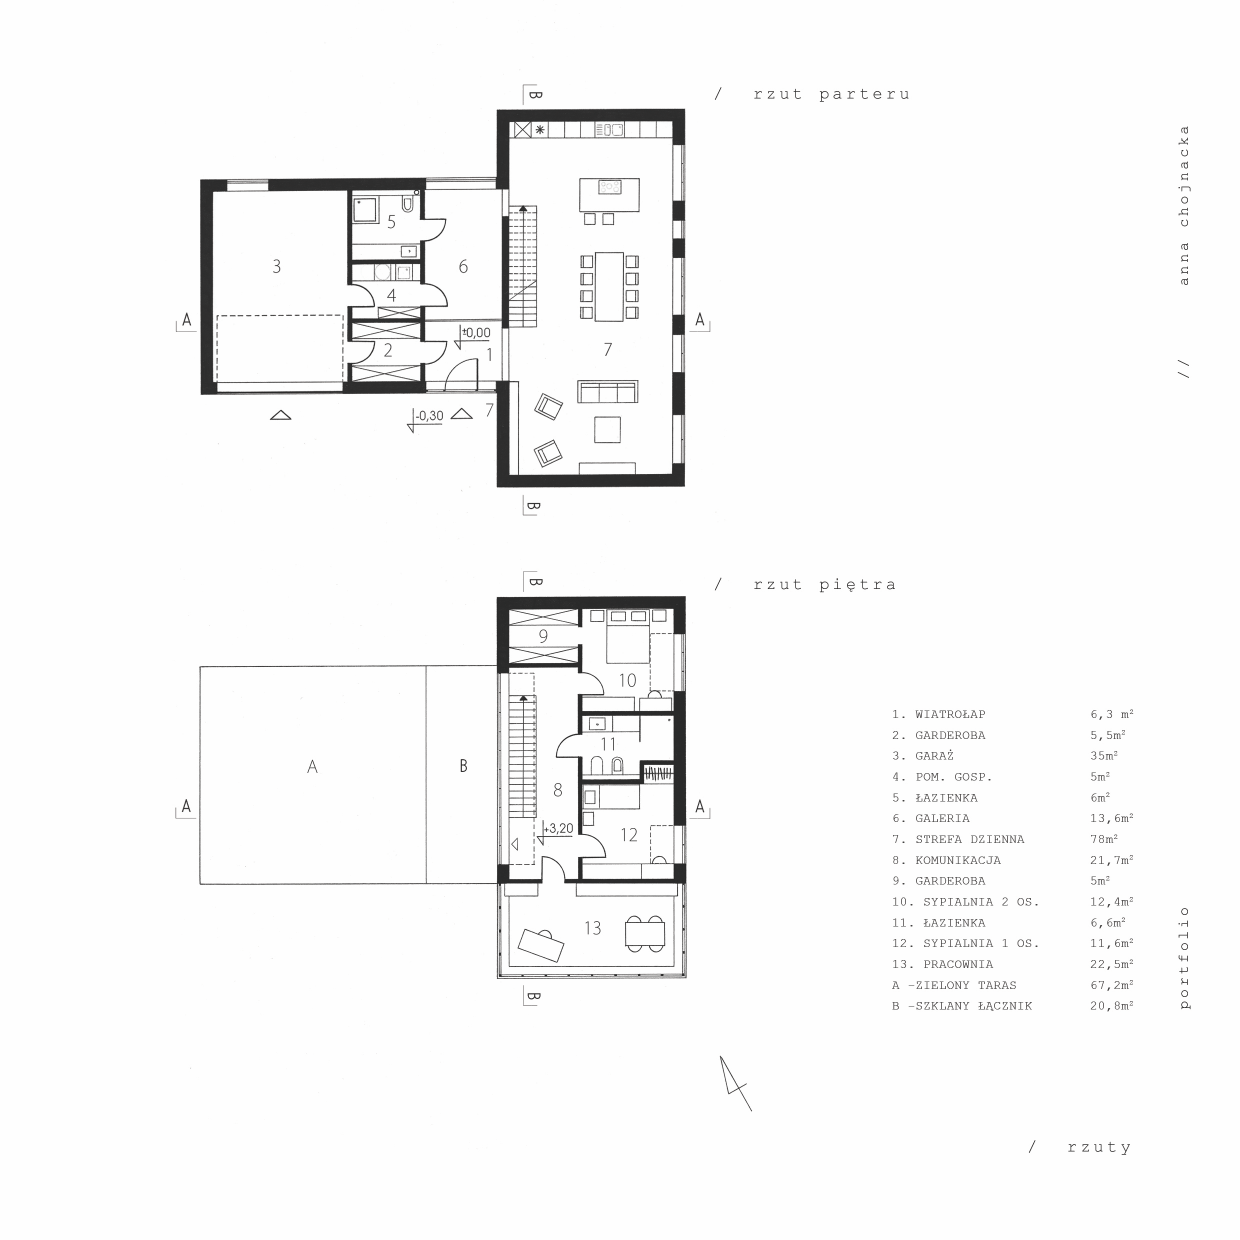 B
/ rzut parteru
5
3
6
4
A
A
±0,00
2
1
7
-0,30
7
B
B
/ rzut piętra
9
10
11
A
B
8
A
A
+3,20
12
13
B
1. WIATROŁAP 6,3 m²
2. GARDEROBA 5,5m²
3. GARAŻ 35m²
4. POM. GOSP. 5m²
5. ŁAZIENKA 6m²
6. GALERIA 13,6m²
7. STREFA DZIENNA 78m²
8. KOMUNIKACJA 21,7m²
9. GARDEROBA 5m²
10. SYPIALNIA 2 OS. 12,4m²
11. ŁAZIENKA 6,6m²
12. SYPIALNIA 1 OS. 11,6m²
13. PRACOWNIA 22,5m²
A -ZIELONY TARAS 67,2m²
B -SZKLANY ŁĄCZNIK 20,8m²
/ rzuty
portfolio // anna chojnacka